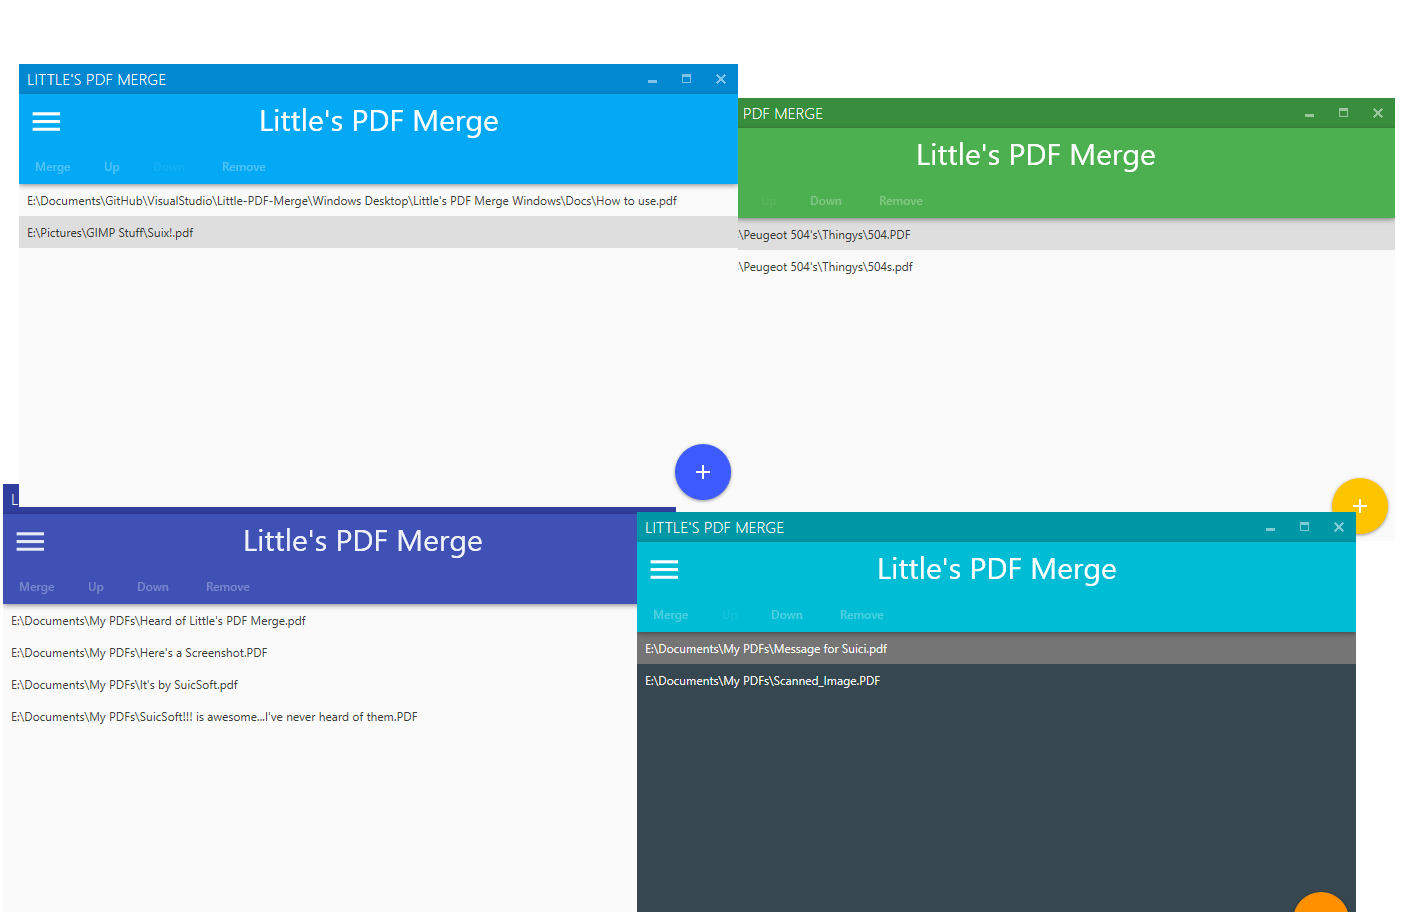 LITTLE'S PDF MERGE
Little's PDF Merge
Merge Up Down Remove
E:\Documents\GitHub\VisualStudio\Little-PDF-Merge\Windows Desktop\Little's PDF Merge Windows\Docs\How to use.pdf
E:\Pictures\GIMP Stuff\Suix!.pdf
PDF MERGE
Little's PDF Merge
Up Down Remove
\Peugeot 504's\Thingys\504.PDF
\Peugeot 504's\Thingys\504s.pdf
L
Little's PDF Merge
Merge Up Down Remove
E:\Documents\My PDFs\Heard of Little's PDF Merge.pdf
E:\Documents\My PDFs\Here's a Screenshot.PDF
E:\Documents\My PDFs\It's by SuicSoft.pdf
E:\Documents\My PDFs\SuicSoft!!! is awesome...I've never heard of them.PDF
LITTLE'S PDF MERGE
Little's PDF Merge
Merge Up Down Remove
E:\Documents\My PDFs\Message for Suici.pdf
E:\Documents\My PDFs\Scanned_Image.PDF